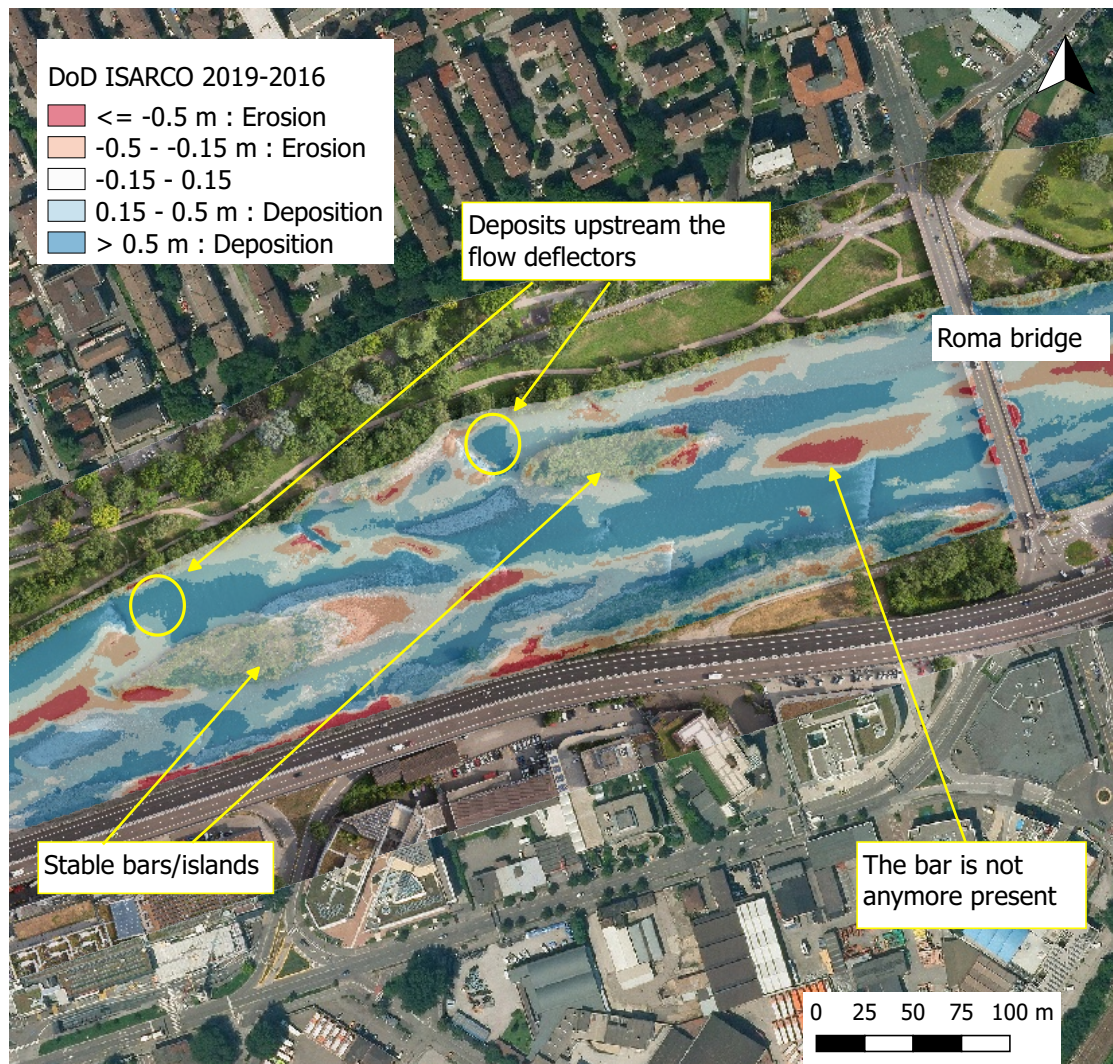 DoD ISARCO 2019-2016
<= -0.5 m : Erosion
-0.5 - -0.15 m : Erosion
-0.15 - 0.15
0.15 - 0.5 m : Deposition
> 0.5 m : Deposition
Deposits upstream the
flow deflectors
Roma bridge
Stable bars/islands
The bar is not
anymore present
0 25 50 75 100 m